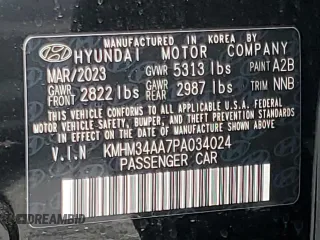 MANUFACTURED IN KOREA BY
HYUNDAI MOTOR COMPANY
MAR/2023 GVWR 5313 lbs PAINT A2B
GAWR FRONT 2822 lbs GAWR REAR 2987 lbs TRIM NNB
THIS VEHICLE CONFORMS TO ALL APPLICABLE FEDERAL
MOTOR VEHICLE SAFETY, BUMPER, AND THEFT
PREVENTION STANDARDS IN EFFECT ON THE DATE OF
MANUFACTURE SHOWN ABOVE.
V.I.N KMHM34AA7PA034024
PASSENGER CAR
DREAMBID